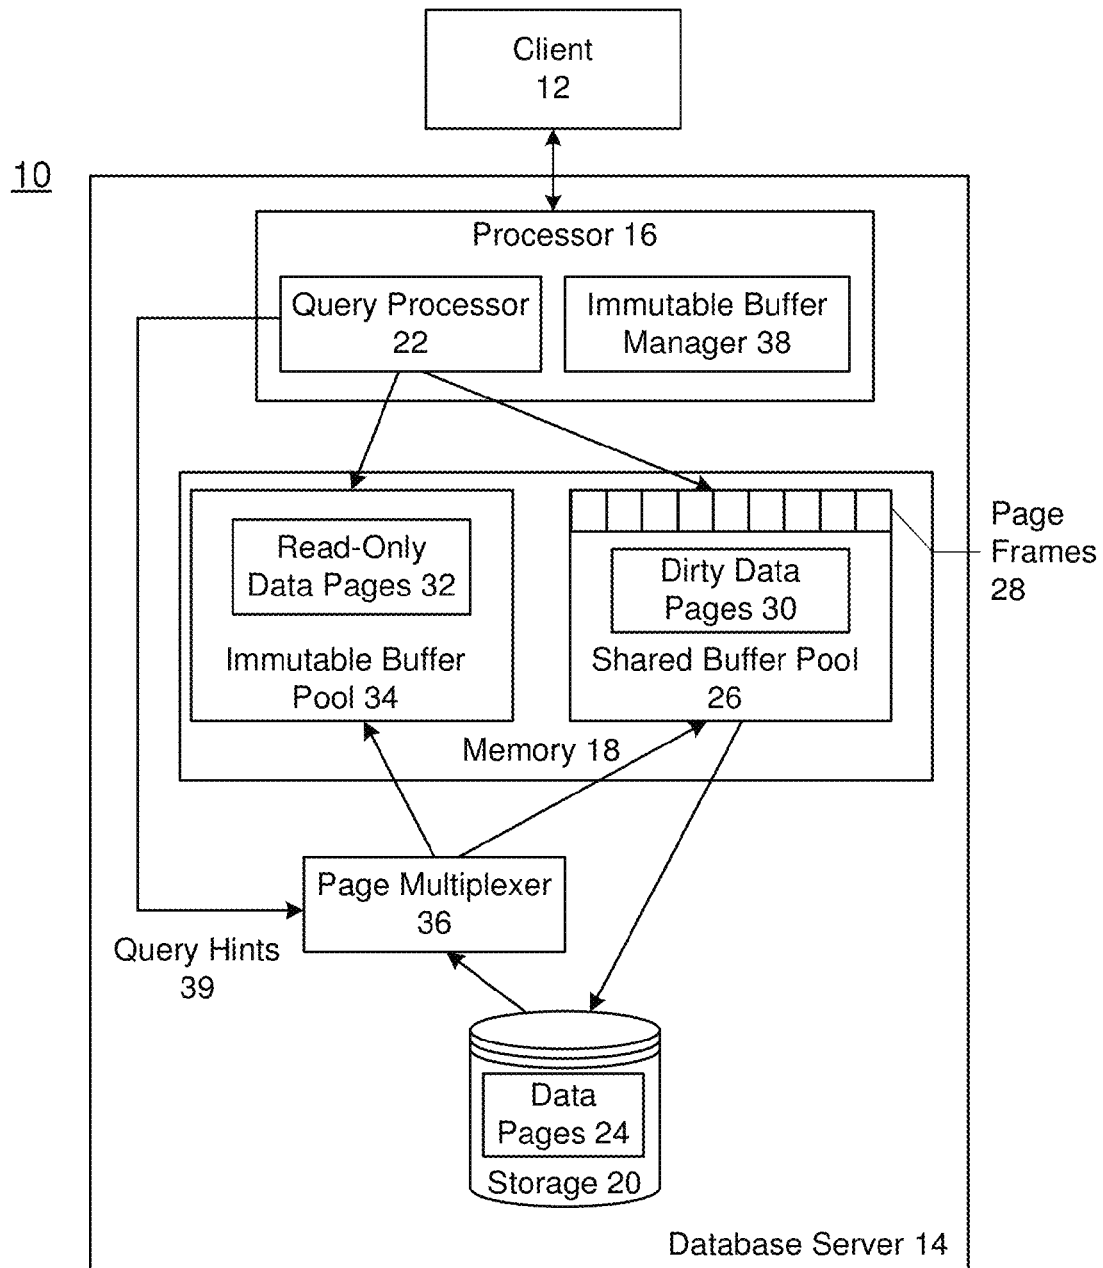 Client
12
10
Processor 16
Query Processor
22
Immutable Buffer
Manager 38
Read-Only
Data Pages 32
Immutable Buffer
Pool 34
Page
Frames
28
Dirty Data
Pages 30
Shared Buffer Pool
26
Memory 18
Page Multiplexer
36
Query Hints
39
Data
Pages 24
Storage 20
Database Server 14